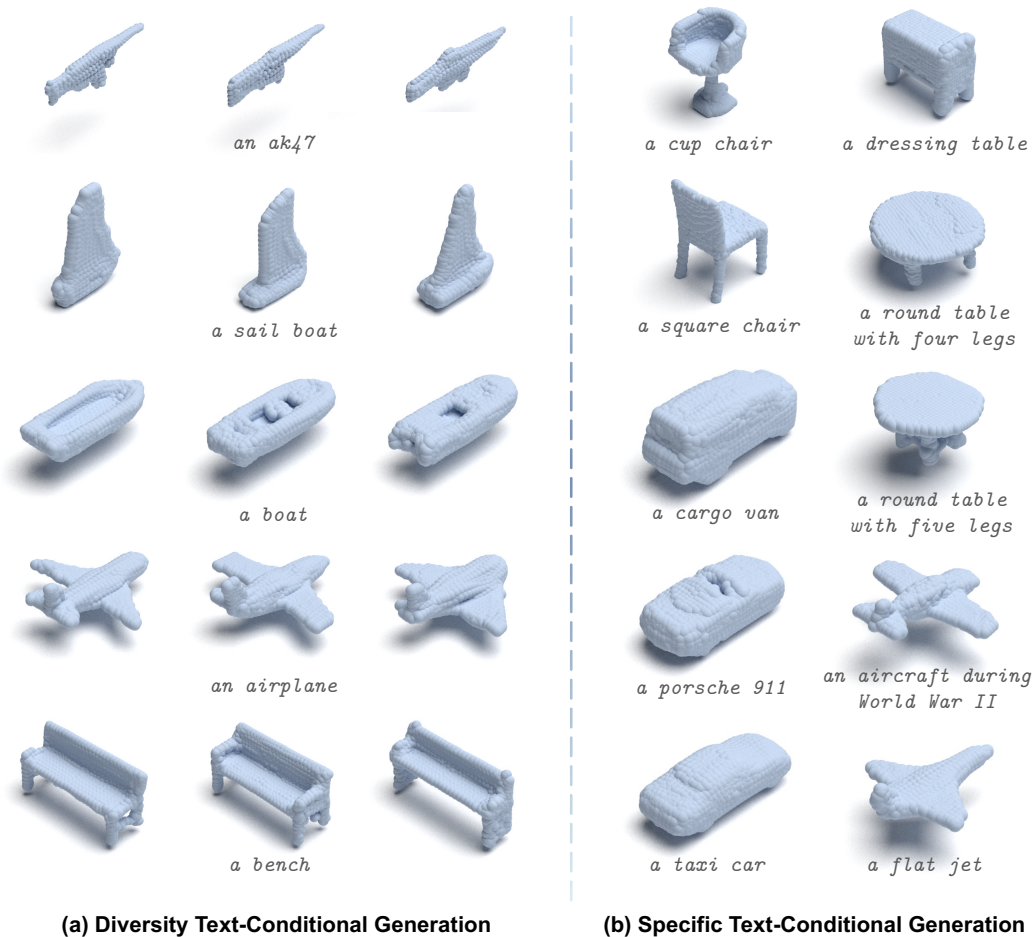 an ak47
a sail boat
a boat
an airplane
a bench
(a) Diversity Text-Conditional Generation
a cup chair
a dressing table
a square chair
a round table
with four legs
a cargo van
a round table
with five legs
a porsche 911
an aircraft during
World War II
a taxi car
a flat jet
(b) Specific Text-Conditional Generation